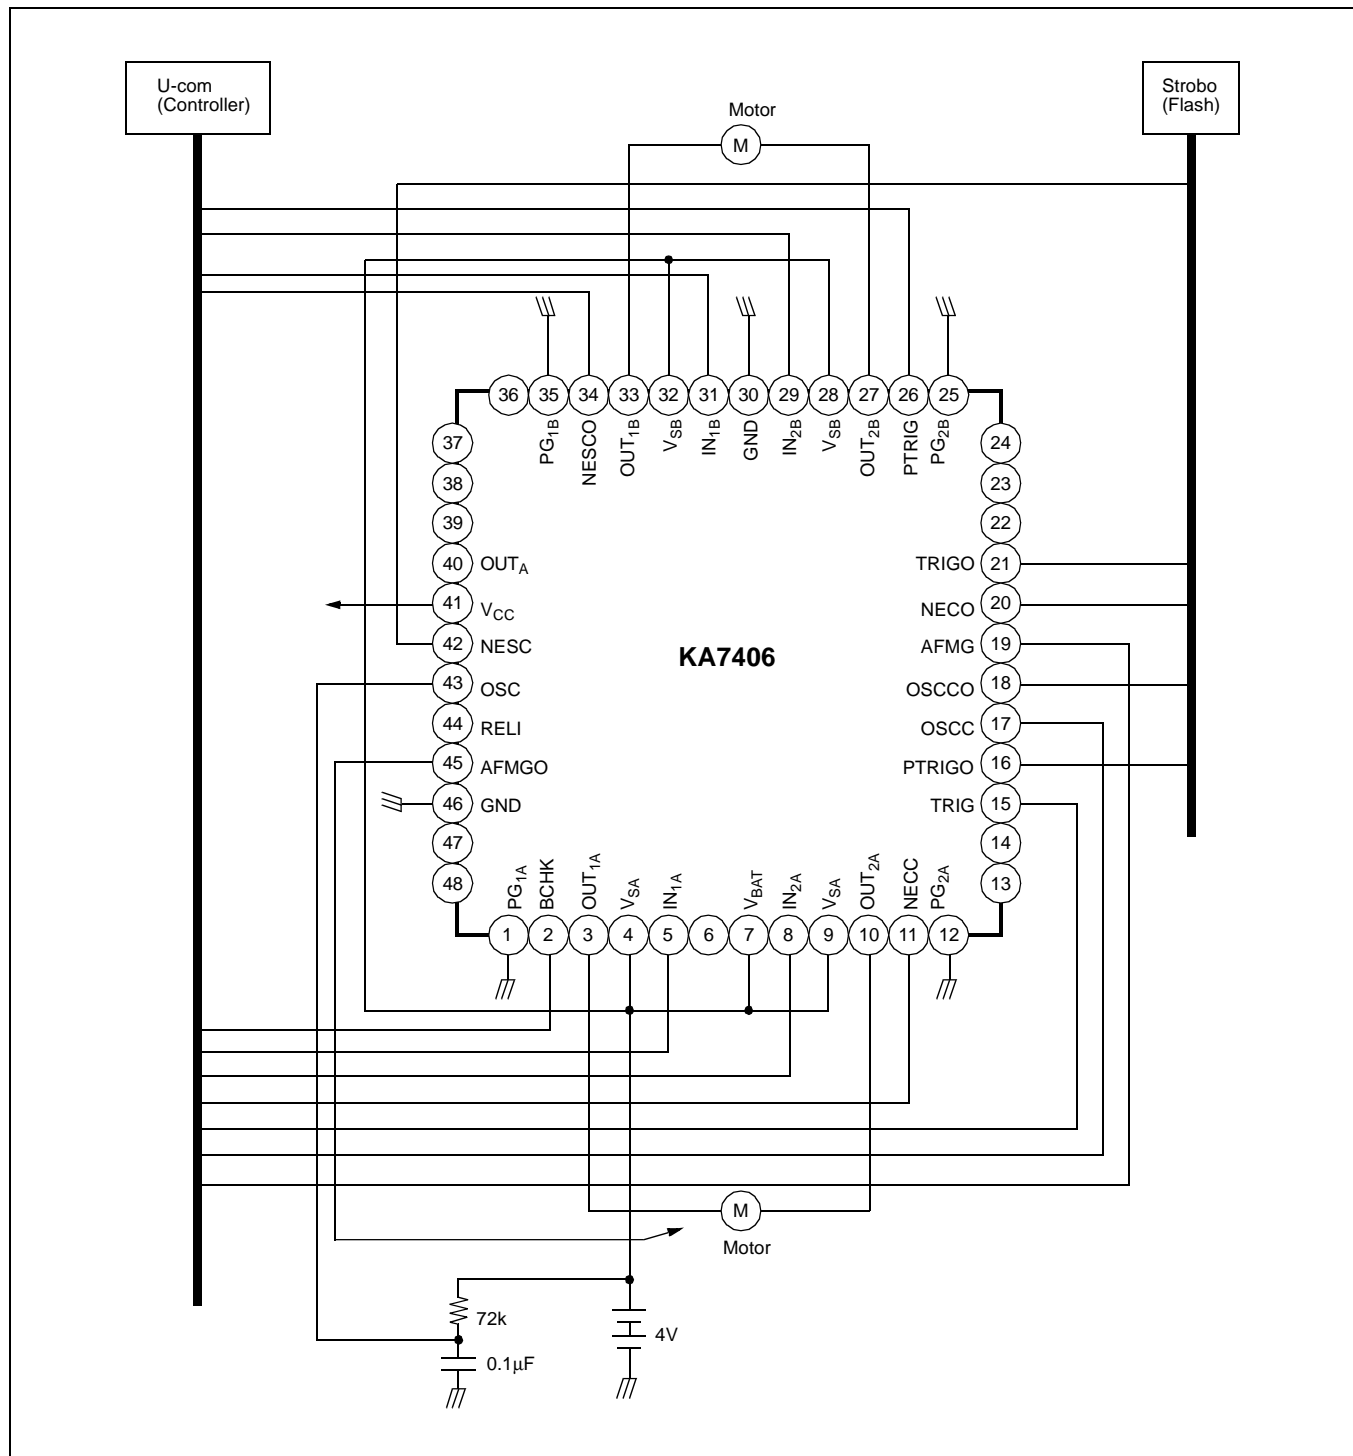 U-com
(Controller)
Strobo
(Flash)
Motor
M
36 35 34 33 32 31 30 29 28 27 26 25
PG1B NESCO OUT1B VSB IN1B GND IN2B VSB OUT2B PTRIG PG2B
37
38
39
40 OUTA
41 VCC
42 NESC
43 OSC
44 RELI
45 AFMGO
46 GND
47
48
KA7406
24
23
22
TRIGO 21
NECO 20
AFMG 19
OSCCO 18
OSCC 17
PTRIGO 16
TRIG 15
14
13
PG1A BCHK OUT1A VSA IN1A VBAT IN2A VSA OUT2A NECC PG2A
1 2 3 4 5 6 7 8 9 10 11 12
M
Motor
72k
0.1µF
4V